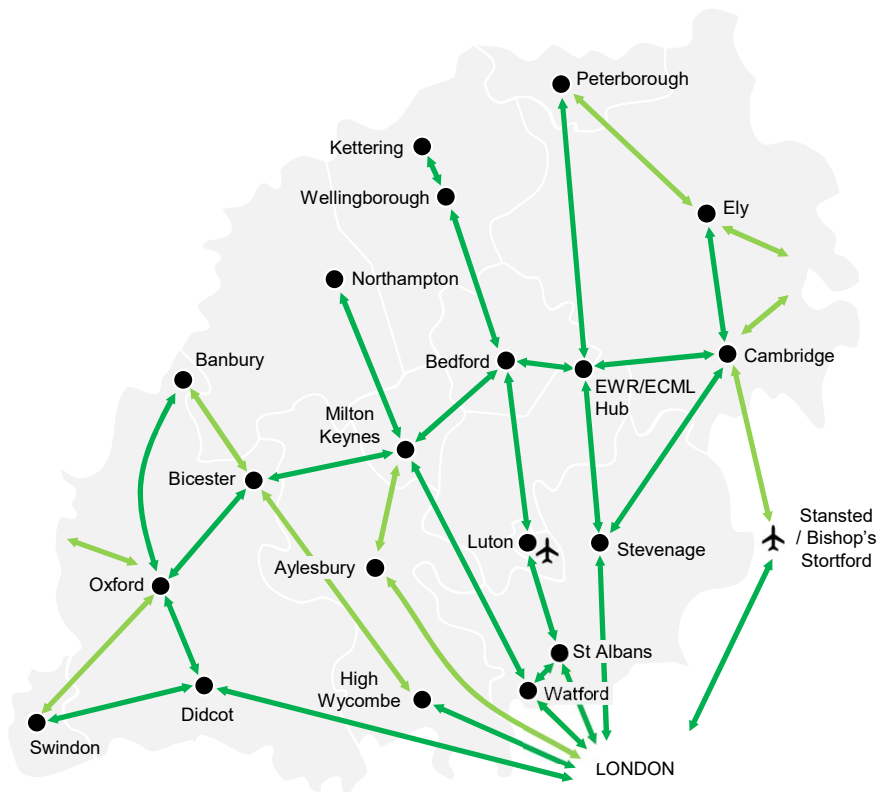 Peterborough
Kettering
Wellingborough
Ely
Northampton
Banbury
Bedford
Cambridge
EWR/ECML
Hub
Milton
Keynes
Bicester
Stansted
/ Bishop's
Stortford
Luton
Stevenage
Aylesbury
Oxford
St Albans
High
Wycombe
Watford
Didcot
Swindon
LONDON